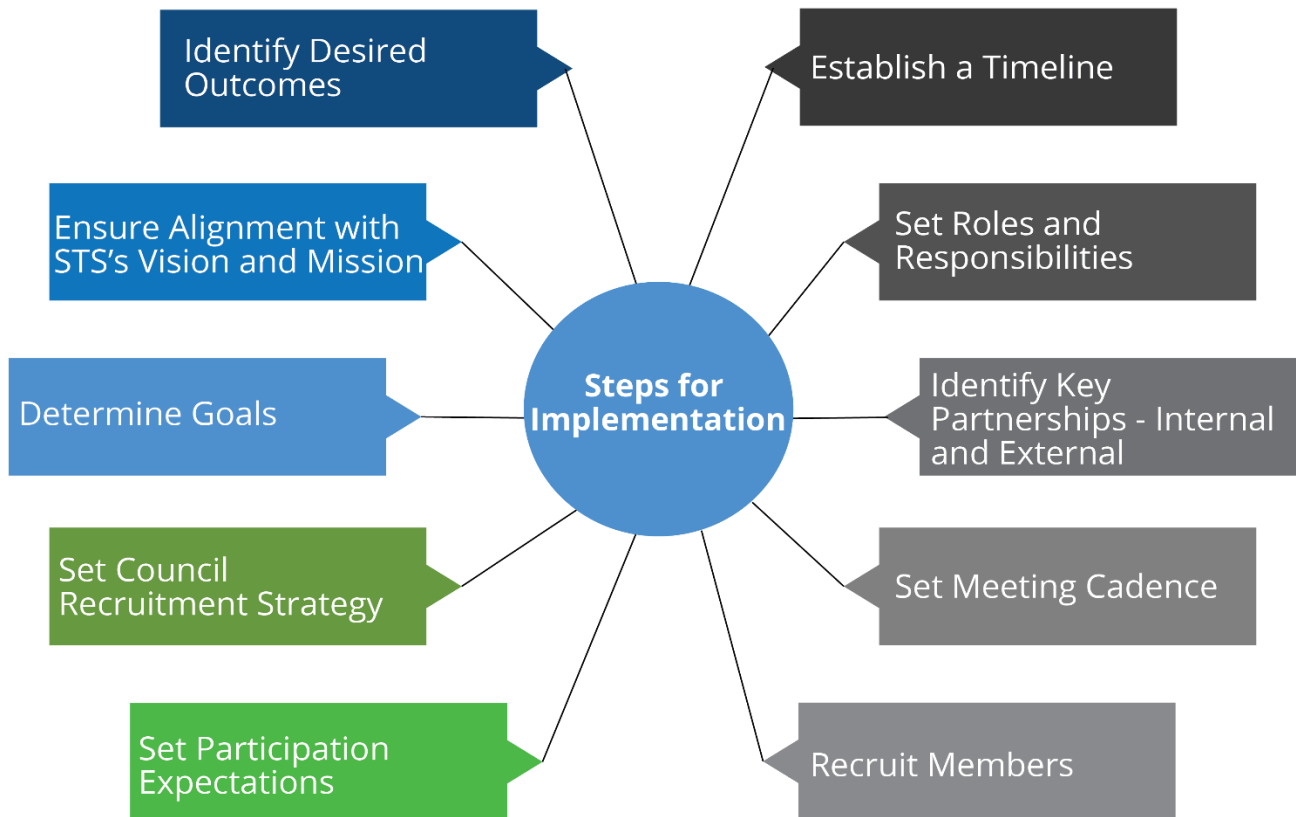 Identify Desired
Outcomes
Ensure Alignment with
STS’s Vision and Mission
Determine Goals
Set Council
Recruitment Strategy
Set Participation
Expectations
Steps for
Implementation
Establish a Timeline
Set Roles and
Responsibilities
Identify Key
Partnerships - Internal
and External
Set Meeting Cadence
Recruit Members